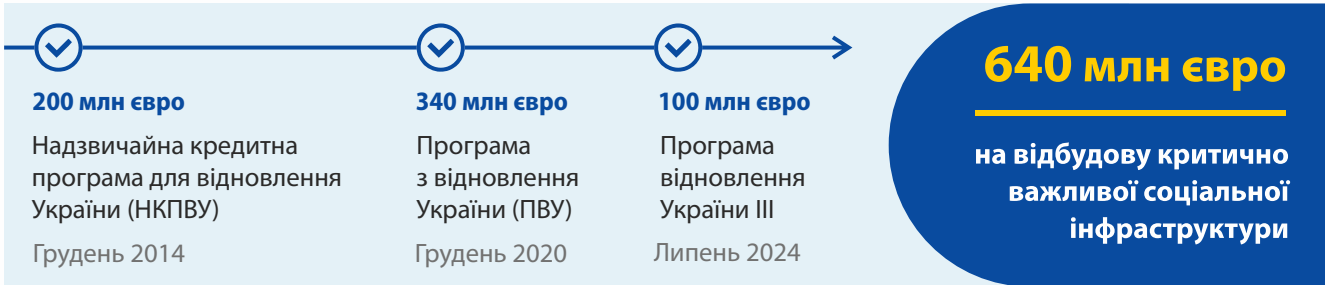 200 млн євро
Надзвичайна кредитна
програма для відновлення
України (НКПВУ)
Грудень 2014
340 млн євро
Програма
з відновлення
України (ПВУ)
Грудень 2020
100 млн євро
Програма
відновлення
України III
Липень 2024
640 млн євро
на відбудову критично
важливої соціальної
інфраструктури